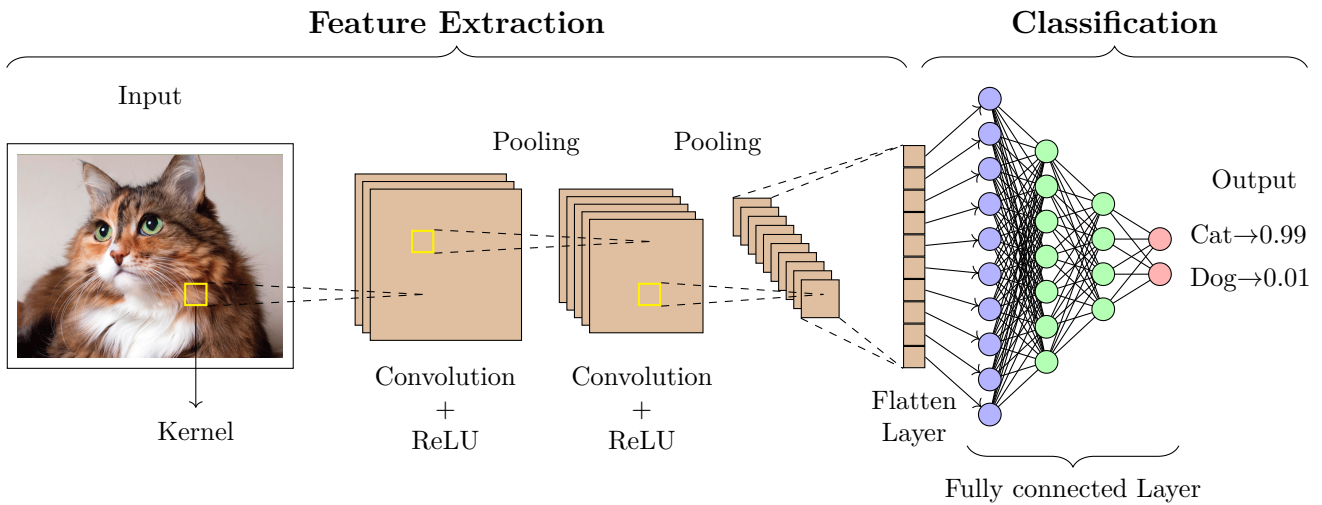 Feature Extraction
Classification
Input
Pooling
Pooling
Output
Cat→0.99
Dog→0.01
Convolution
+
ReLU
Convolution
+
ReLU
Kernel
Flatten
Layer
Fully connected Layer